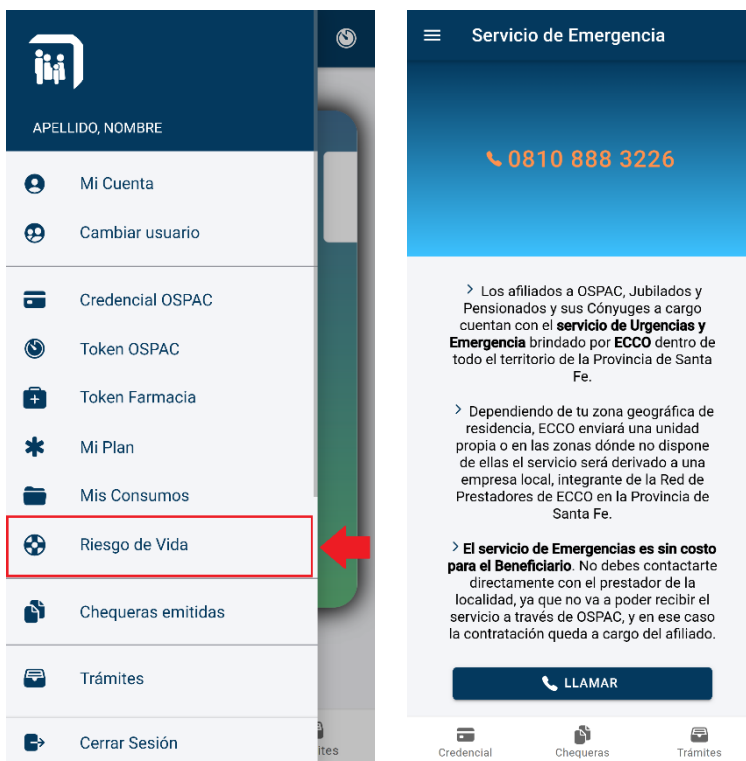 APELLIDO, NOMBRE
Mi Cuenta
Cambiar usuario
Credencial OSPAC
Token OSPAC
Token Farmacia
Mi Plan
Mis Consumos
Riesgo de Vida
Chequeras emitidas
Trámites
Cerrar Sesión
ites
Servicio de Emergencia
0810 888 3226
> Los afiliados a OSPAC, Jubilados y
Pensionados y sus Cónyuges a cargo
cuentan con el servicio de Urgencias y
Emergencia brindado por ECCO dentro de
todo el territorio de la Provincia de Santa
Fe.
> Dependiendo de tu zona geográfica de
residencia, ECCO enviará una unidad
propia o en las zonas dónde no dispone
de ellas el servicio será derivado a una
empresa local, integrante de la Red de
Prestadores de ECCO en la Provincia de
Santa Fe.
> El servicio de Emergencias es sin costo
para el Beneficiario. No debes contactarte
directamente con el prestador de la
localidad, ya que no va a poder recibir el
servicio a través de OSPAC, y en ese caso
la contratación queda a cargo del afiliado.
LLAMAR
Credencial
Chequeras
Trámites